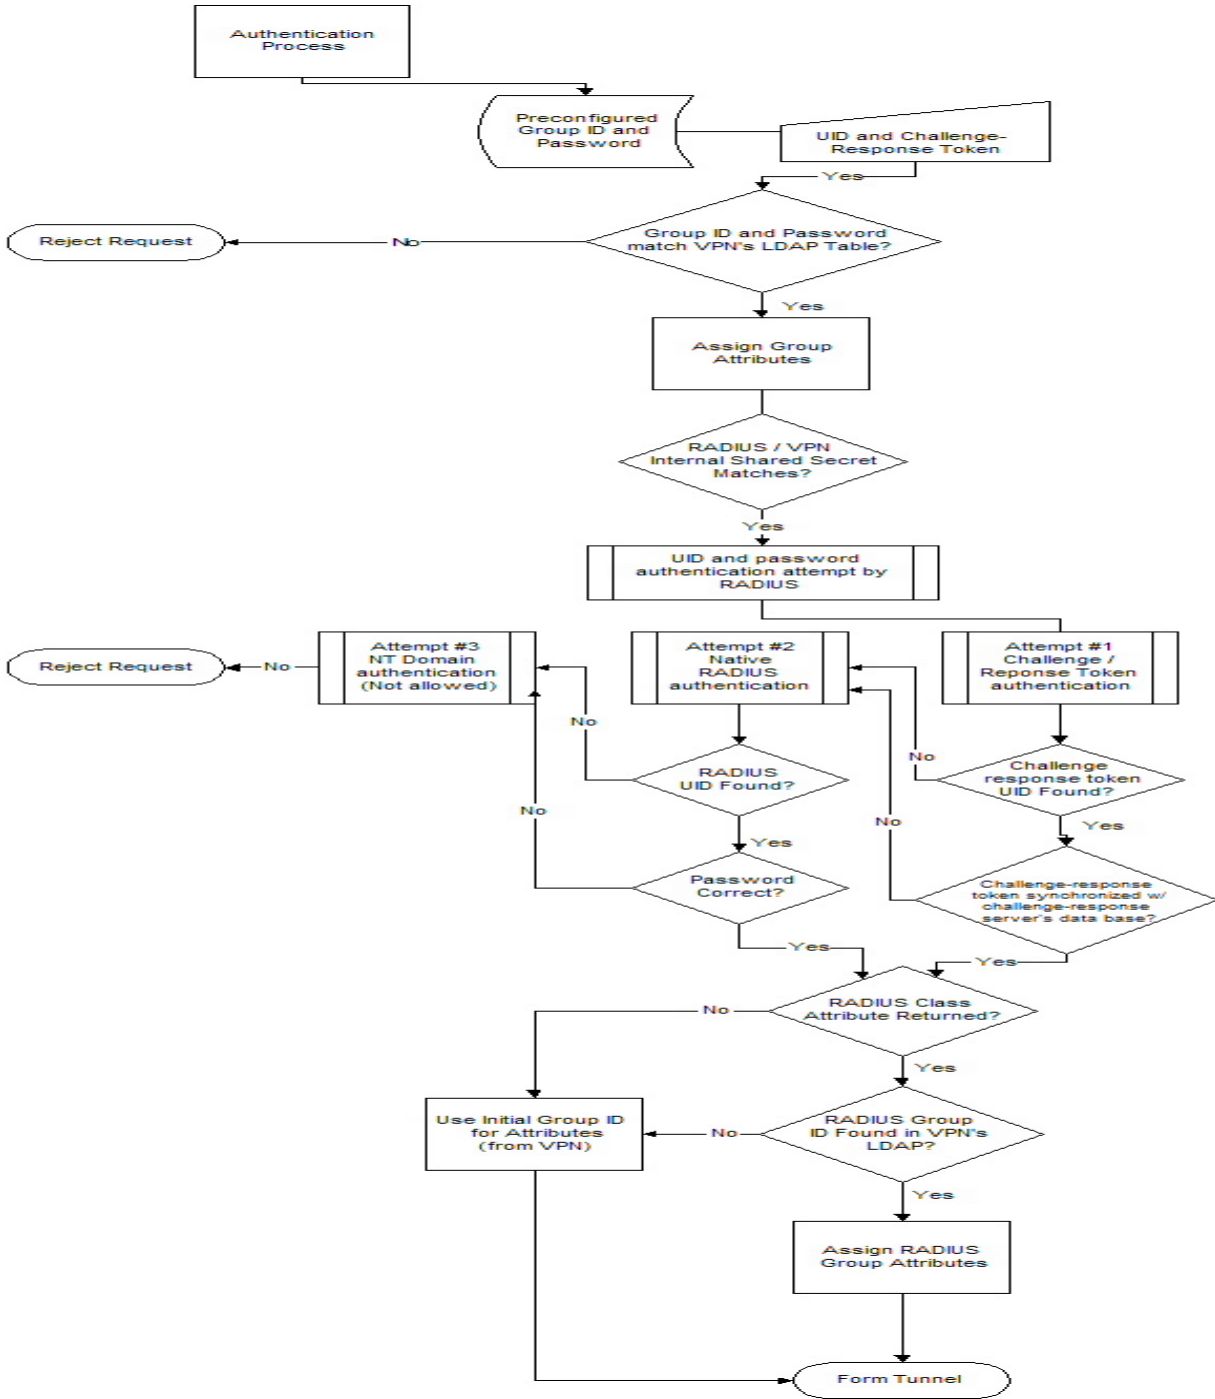 Authentication
Process
Preconfigured
Group ID and
Password
UID and Challenge-
Response Token
Yes
Group ID and Password
match VPN's LDAP Table?
No
Reject Request
Yes
Assign Group
Attributes
RADIUS / VPN
Internal Shared Secret
Matches?
Yes
UID and password
authentication attempt by
RADIUS
Reject Request
No
Attempt #3
NT Domain
authentication
(Not allowed)
Attempt #2
Native
RADIUS
authentication
Attempt #1
Challenge /
Reponse Token
authentication
No
No
RADIUS
UID Found?
Challenge
response token
UID Found?
No
No
Yes
Yes
Password
Correct?
Challenge-response
token synchronized w/
challenge-response
server's data base?
Yes
Yes
RADIUS Class
Attribute Returned?
No
Yes
Use Initial Group ID
for Attributes
(from VPN)
No
RADIUS Group
ID Found in VPN's
LDAP?
Yes
Assign RADIUS
Group Attributes
Form Tunnel